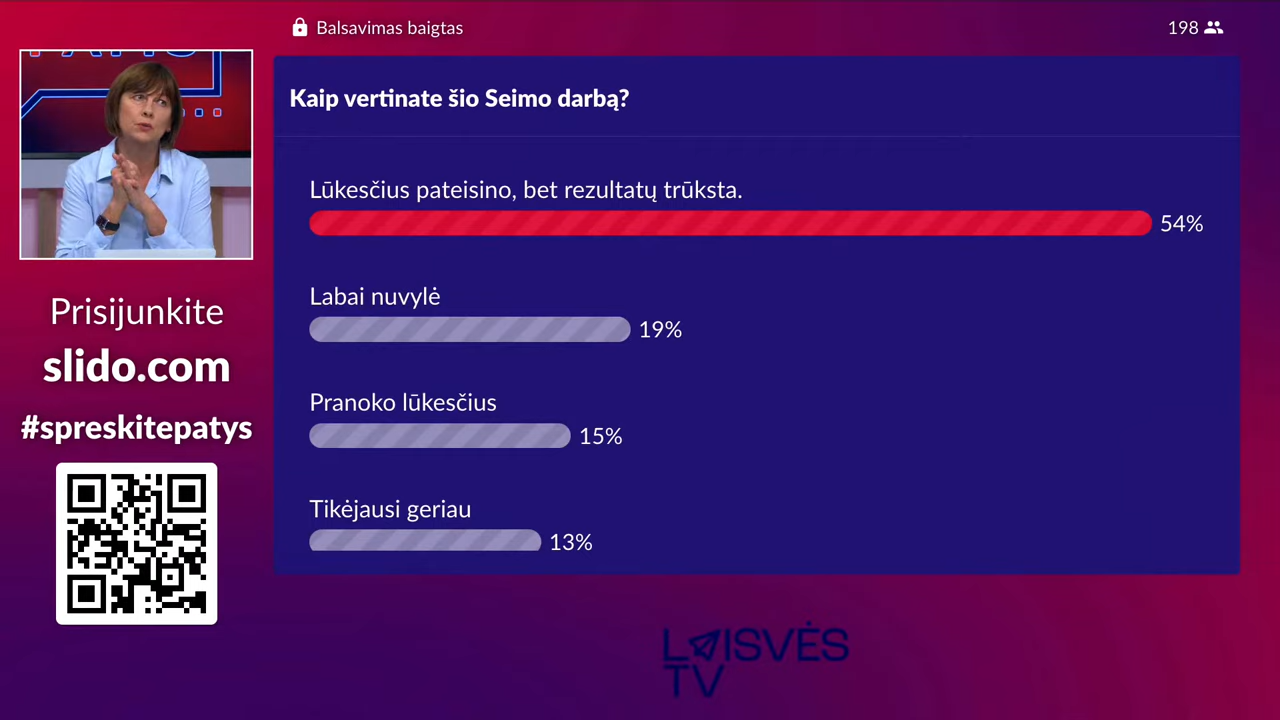 Balsavimas baigtas
198
Kaip vertinate šio Seimo darbą?
Lūkesčius pateisino, bet rezultatų trūksta.
54%
Labai nuvylė
19%
Pranoko lūkesčius
15%
Tikėjausi geriau
13%
Prisijunkite
slido.com
#spreskitepatys
LAISVĖS
TV